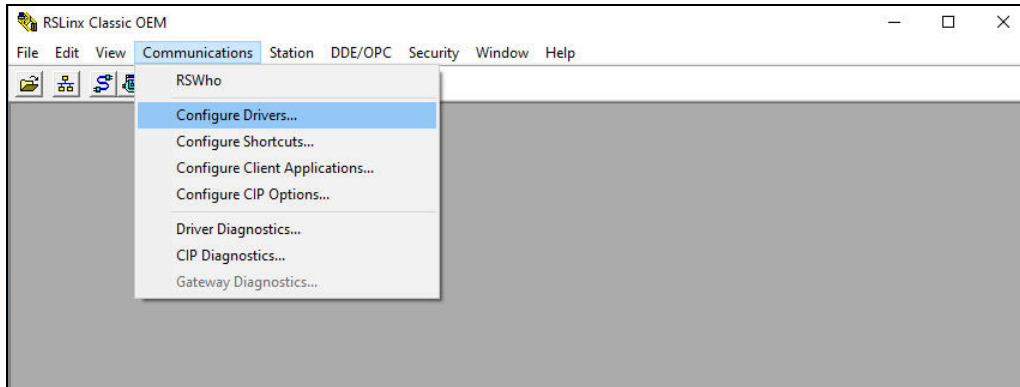 RSLinx Classic OEM
File Edit View Communications Station DDE/OPC Security Window Help
RSWho
Configure Drivers...
Configure Shortcuts...
Configure Client Applications...
Configure CIP Options...
Driver Diagnostics...
CIP Diagnostics...
Gateway Diagnostics...